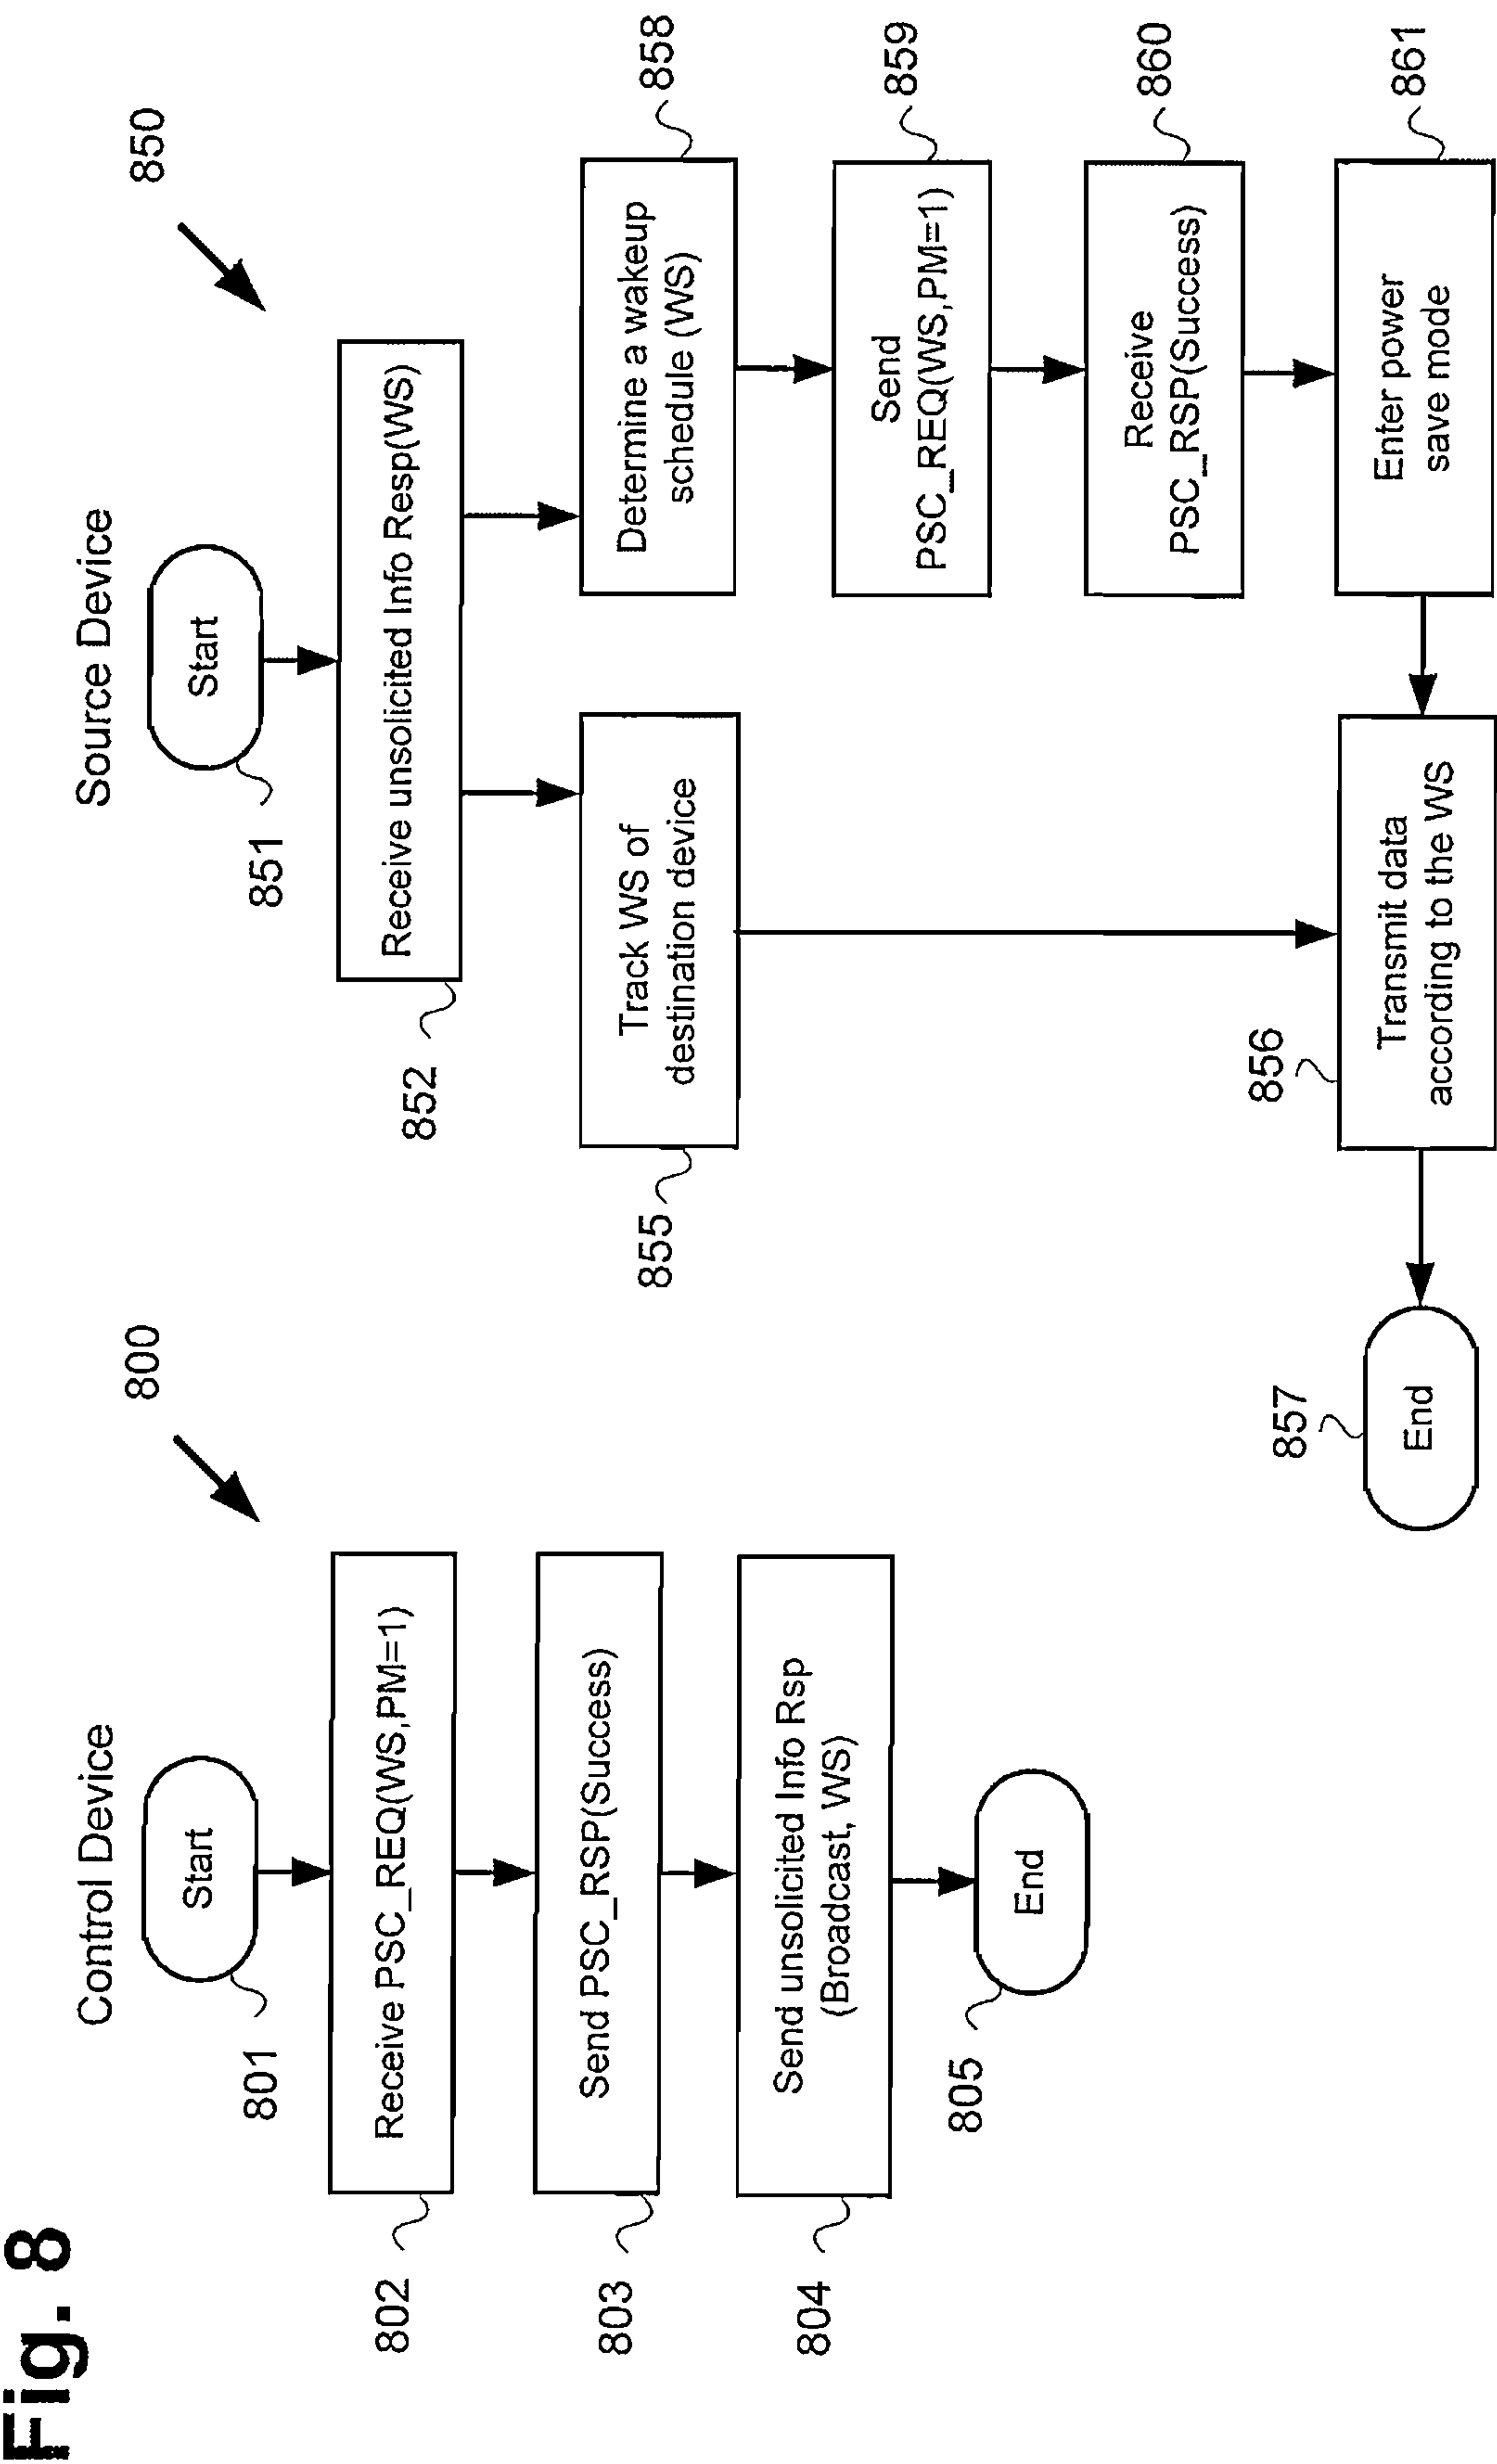 Fig. 8
Control Device
800
Start
801
Receive PSC_REQ(WS,PM=1)
802
Send PSC_RSP(Success)
803
Send unsolicited Info Rsp
(Broadcast, WS)
804
End
805
Source Device
850
Start
851
Receive unsolicited Info Resp(WS)
852
Track WS of
destination device
855
Determine a wakeup
schedule (WS)
858
Send
PSC_REQ(WS,PM=1)
859
Receive
PSC_RSP(Success)
860
Enter power
save mode
861
Transmit data
according to the WS
856
End
857